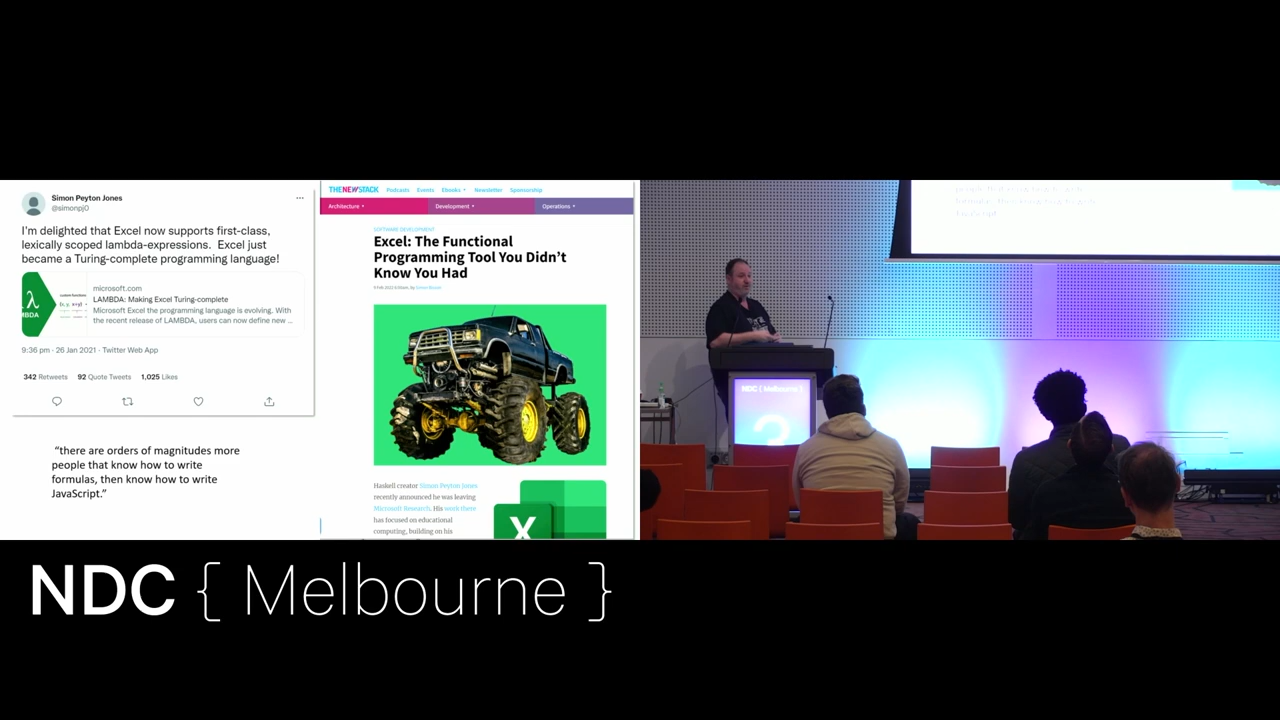 Simon Peyton Jones
@simonpj0
I'm delighted that Excel now supports first-class,
lexically scoped lambda-expressions. Excel just
became a Turing-complete programming language!
λ
MBDA
microsoft.com
LAMBDA: Making Excel Turing-complete
Microsoft Excel the programming language is evolving. With
the recent release of LAMBDA, users can now define new ...
9:36 pm · 26 Jan 2021 · Twitter Web App
342 Retweets 92 Quote Tweets 1,025 Likes
"there are orders of magnitudes more
people that know how to write
formulas, then know how to write
JavaScript."
THENEWSTACK Podcasts Events Ebooks Newsletter Sponsorship
Architecture Development Operations
SOFTWARE DEVELOPMENT
Excel: The Functional
Programming Tool You Didn't
Know You Had
Haskell creator Simon Peyton Jones
recently announced he was leaving
Microsoft Research. His work there
has focused on educational
computing, building on his
X
NDC { Melbourne }
NDC { Melbourne }